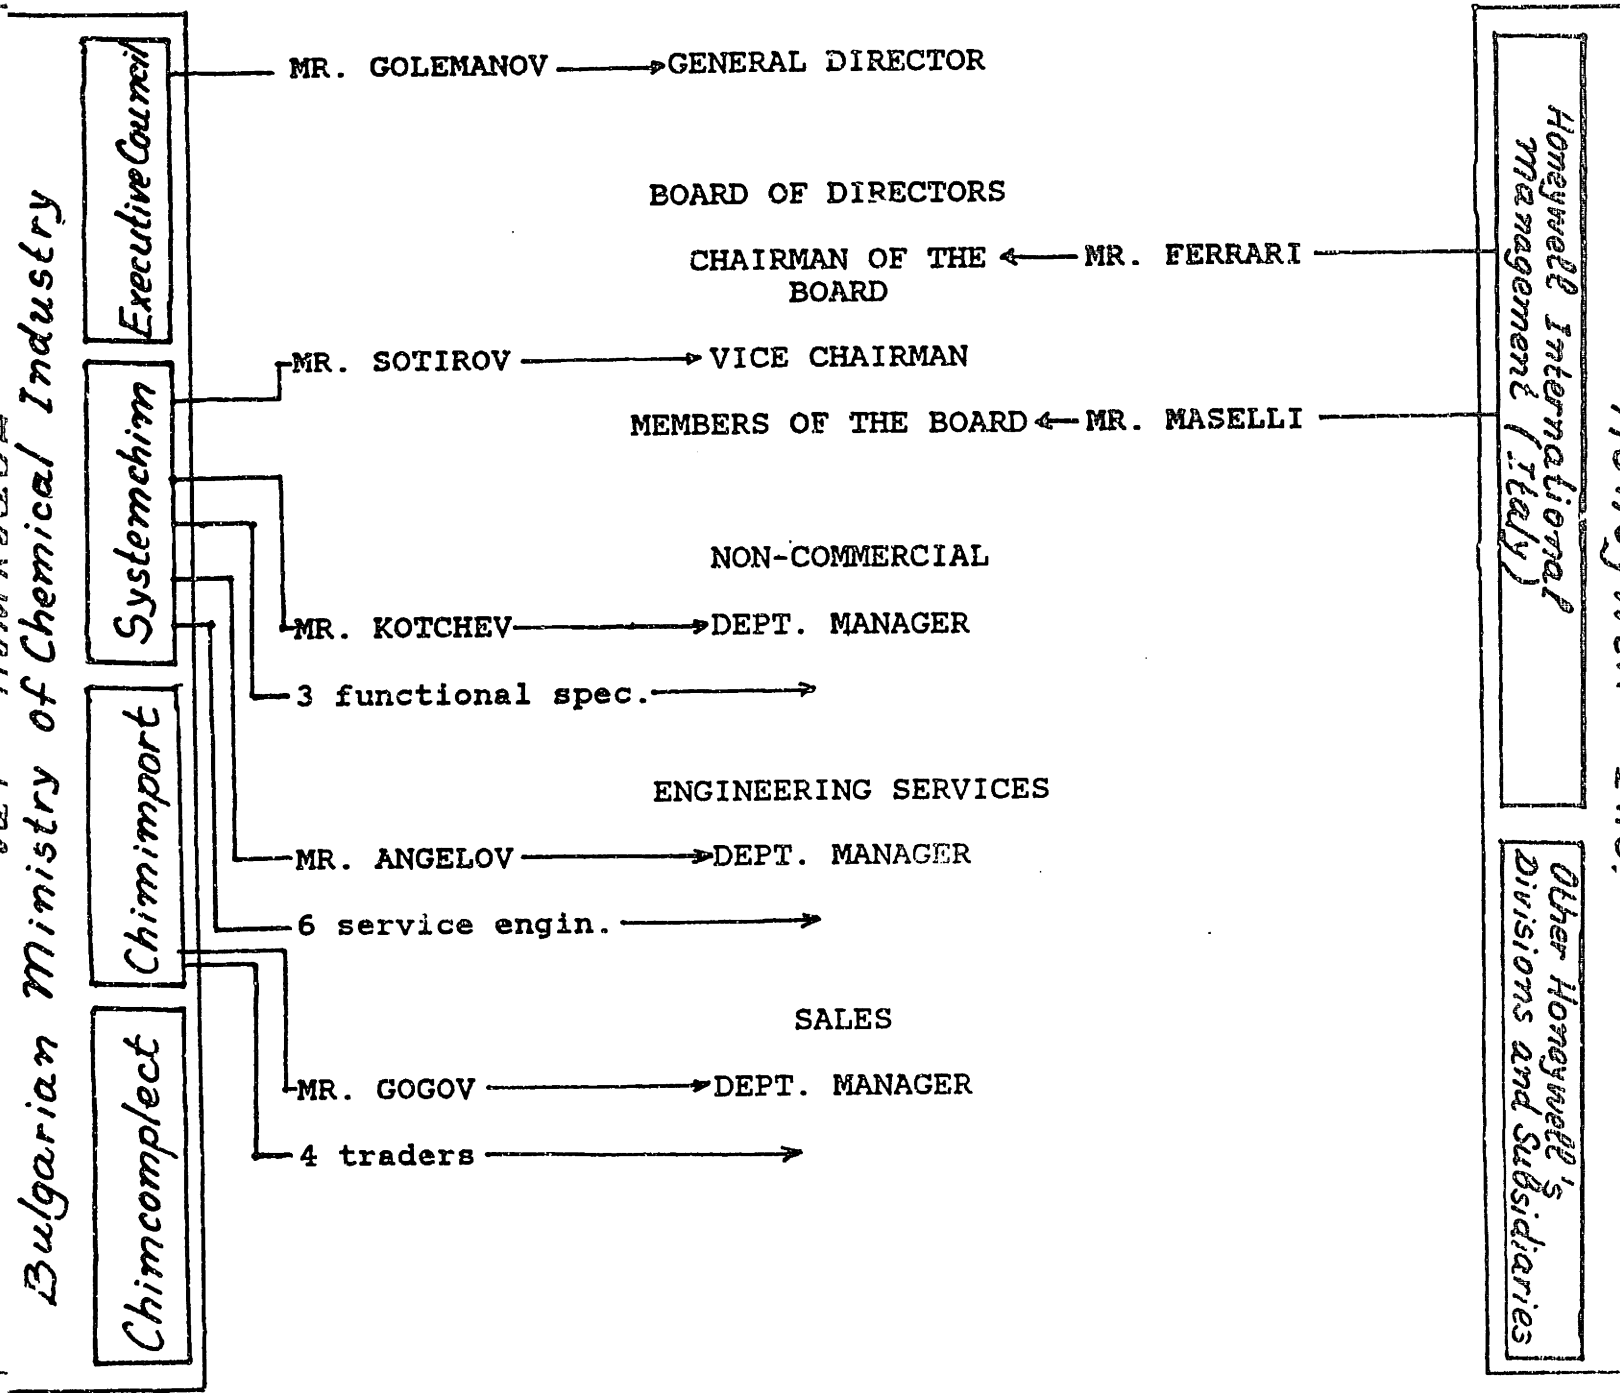 Bulgarian Ministry of Chemical Industry
Executive Council
Systemchim
Chimimport
Chimcomplect
MR. GOLEMANOV GENERAL DIRECTOR
BOARD OF DIRECTORS
CHAIRMAN OF THE MR. FERRARI
BOARD
MR. SOTIROV VICE CHAIRMAN
MEMBERS OF THE BOARD MR. MASELLI
NON-COMMERCIAL
MR. KOTCHEV DEPT. MANAGER
3 functional spec.
ENGINEERING SERVICES
MR. ANGELOV DEPT. MANAGER
6 service engin.
SALES
MR. GOGOV DEPT. MANAGER
4 traders
Honeywell International
management (Italy)
Other Honeywell's
Divisions and Subsidiaries